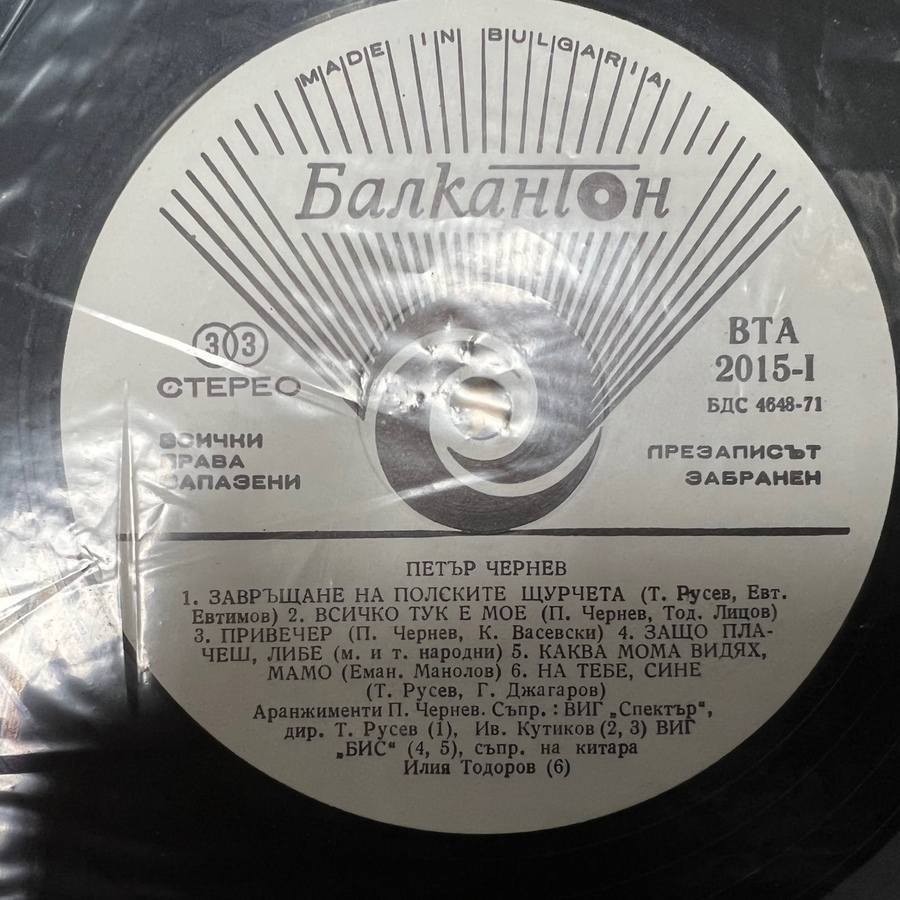 MADE IN BULGARIA
Балкантон
33
СТЕРЕО
ВТА
2015-I
БДС 4648-71
ВСИЧКИ
ПРАВА
ЗАПАЗЕНИ
ПРЕЗАПИСЪТ
ЗАБРАНЕН
ПЕТЪР ЧЕРНЕВ
1. ЗАВРЪЩАНЕ НА ПОЛСКИТЕ ЩУРЧЕТА (Т. Русев, Евт.
Евтимов) 2. ВСИЧКО ТУК Е МОЕ (П. Чернев, Тод. Лицов)
3. ПРИВЕЧЕР (П. Чернев, К. Васевски) 4. ЗАЩО ПЛА-
ЧЕШ, ЛИБЕ (м. и т. народни) 5. КАКВА МОМА ВИДЯХ,
МАМО (Еман. Манолов) 6. НА ТЕБЕ, СИНЕ
(Т. Русев, Г. Джагаров)
Аранжименти П. Чернев. Съпр. : ВИГ „Спектър“,
дир. Т. Русев (1), Ив. Кутиков (2, 3) ВИГ
„БИС“ (4, 5), съпр. на китара
Илия Тодоров (6)